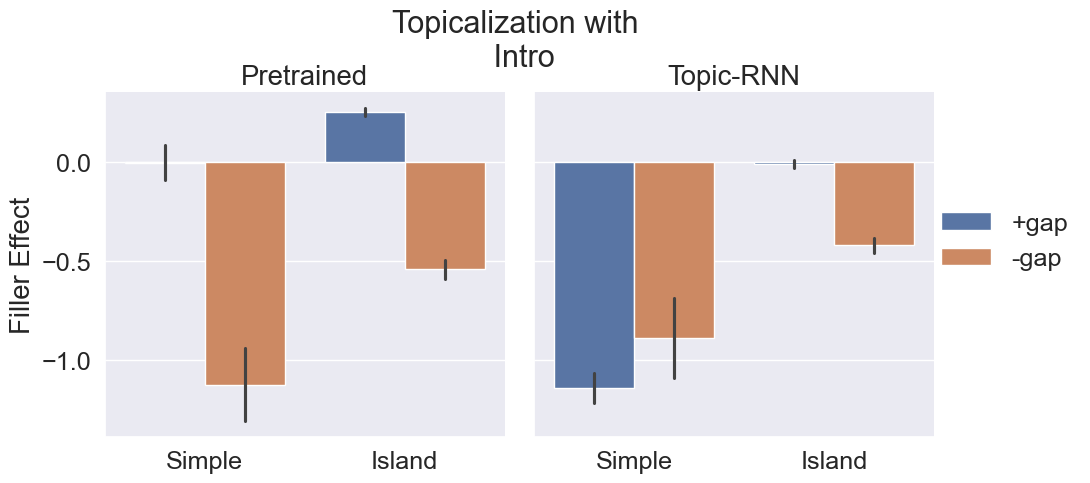 Topicalization with
Intro
Pretrained
Topic-RNN
Filler Effect
0.0
−0.5
−1.0
Simple
Island
Simple
Island
+gap
-gap